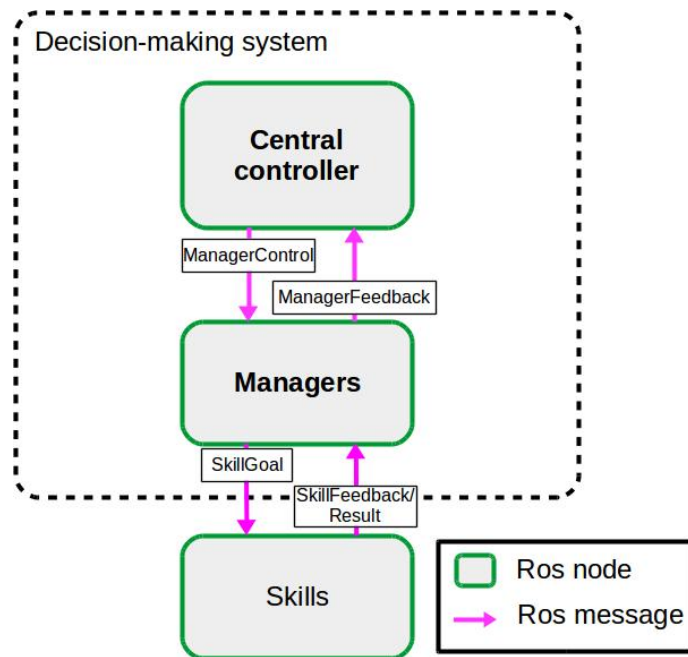 Decision-making system
Central
controller
ManagerControl
ManagerFeedback
Managers
SkillGoal
SkillFeedback/
Result
Skills
Ros node
Ros message